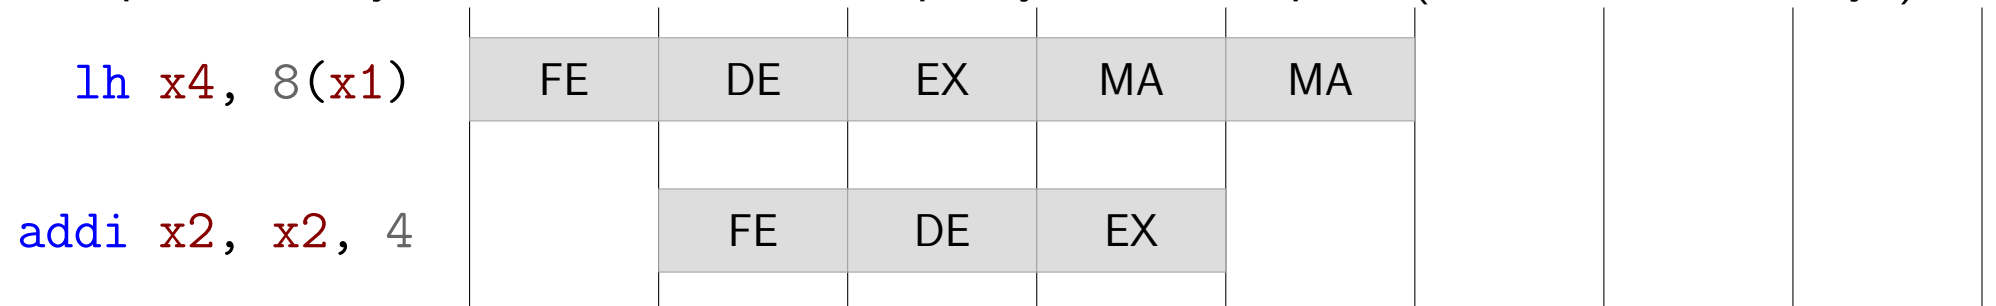 lh x4, 8(x1) FE DE EX MA MA
addi x2, x2, 4 FE DE EX